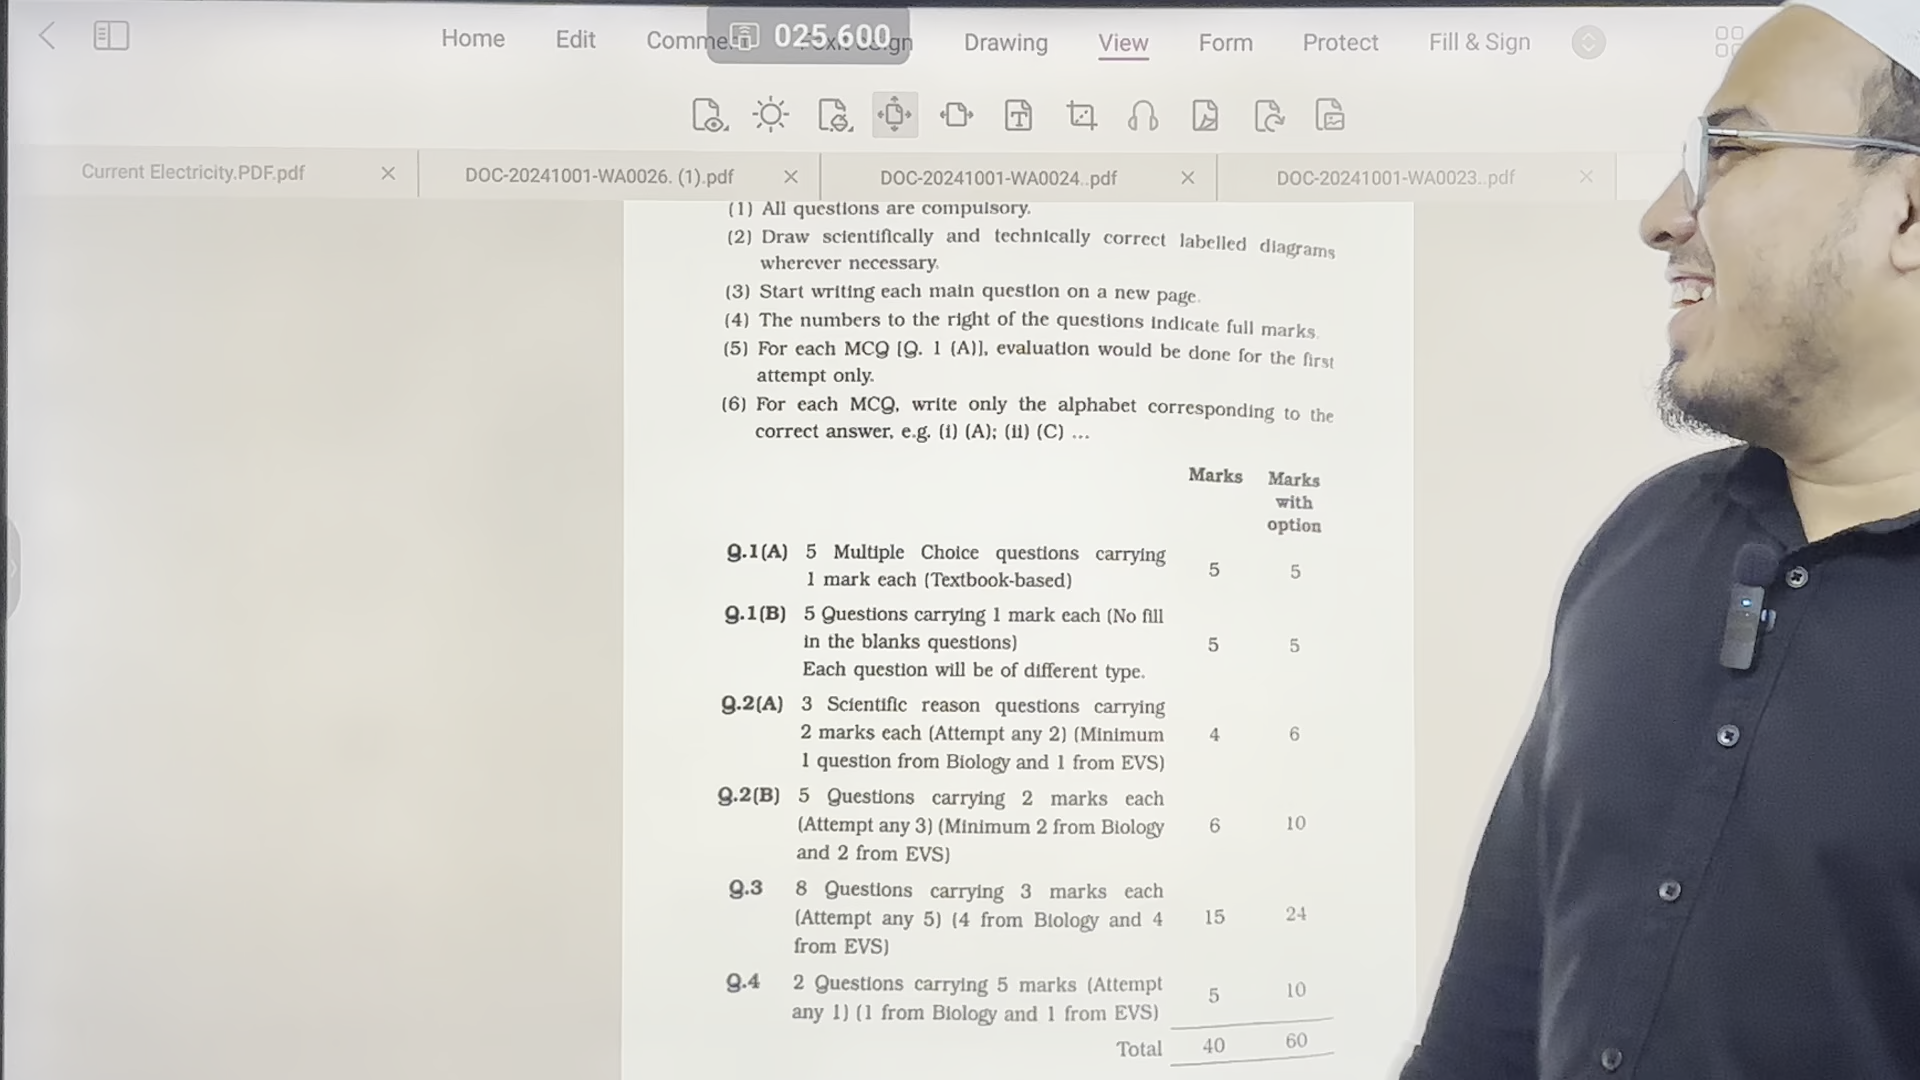 025.600
Home Edit Drawing View Form Protect Fill & Sign
Current Electricity.PDF.pdf
DOC-20241001-WA0026. (1).pdf
DOC-20241001-WA0024..pdf
DOC-20241001-WA0023..pdf
(1) All questions are compulsory.
(2) Draw scientifically and technically correct labelled diagrams
wherever necessary.
(3) Start writing each main question on a new page.
(4) The numbers to the right of the questions indicate full marks.
(5) For each MCQ [Q. 1 (A)], evaluation would be done for the first
attempt only.
(6) For each MCQ, write only the alphabet corresponding to the
correct answer, e.g. (i) (A); (ii) (C) ...
Marks Marks
with
option
Q.1(A) 5 Multiple Choice questions carrying
1 mark each (Textbook-based) 5 5
Q.1(B) 5 Questions carrying 1 mark each (No fill
in the blanks questions) 5 5
Each question will be of different type.
Q.2(A) 3 Scientific reason questions carrying
2 marks each (Attempt any 2) (Minimum 4 6
1 question from Biology and 1 from EVS)
Q.2(B) 5 Questions carrying 2 marks each
(Attempt any 3) (Minimum 2 from Biology 6 10
and 2 from EVS)
Q.3 8 Questions carrying 3 marks each
(Attempt any 5) (4 from Biology and 4 15 24
from EVS)
Q.4 2 Questions carrying 5 marks (Attempt 5 10
any 1) (1 from Biology and 1 from EVS)
Total 40 60